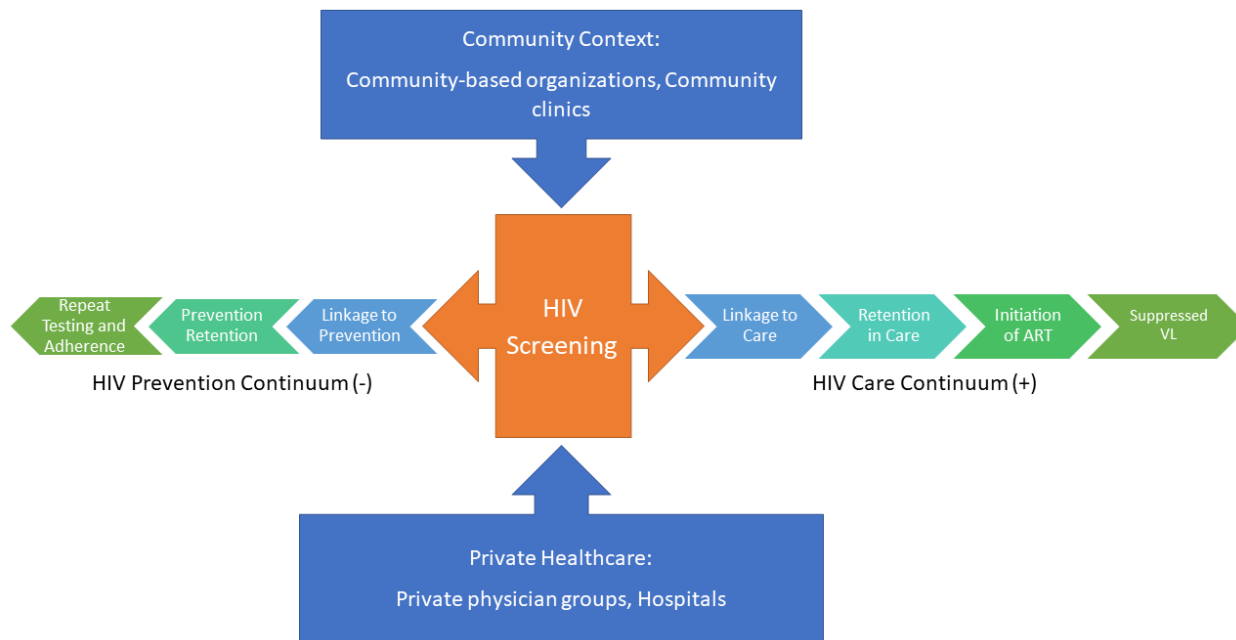 Community Context:
Community-based organizations, Community
clinics
HIV
Screening
Repeat
Testing and
Adherence
Prevention
Retention
Linkage to
Prevention
Linkage to
Care
Retention
in Care
Initiation
of ART
Suppressed
VL
HIV Prevention Continuum (-)
HIV Care Continuum (+)
Private Healthcare:
Private physician groups, Hospitals